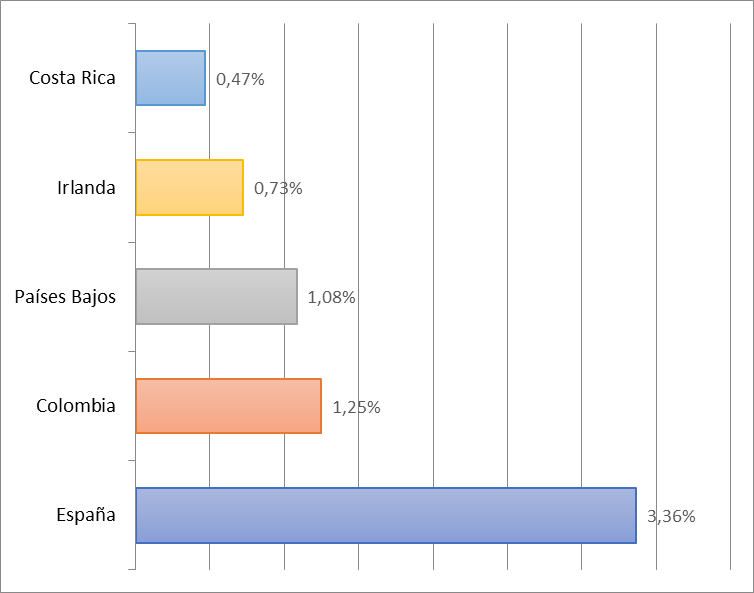 Costa Rica 0,47%
Irlanda 0,73%
Países Bajos 1,08%
Colombia 1,25%
España 3,36%